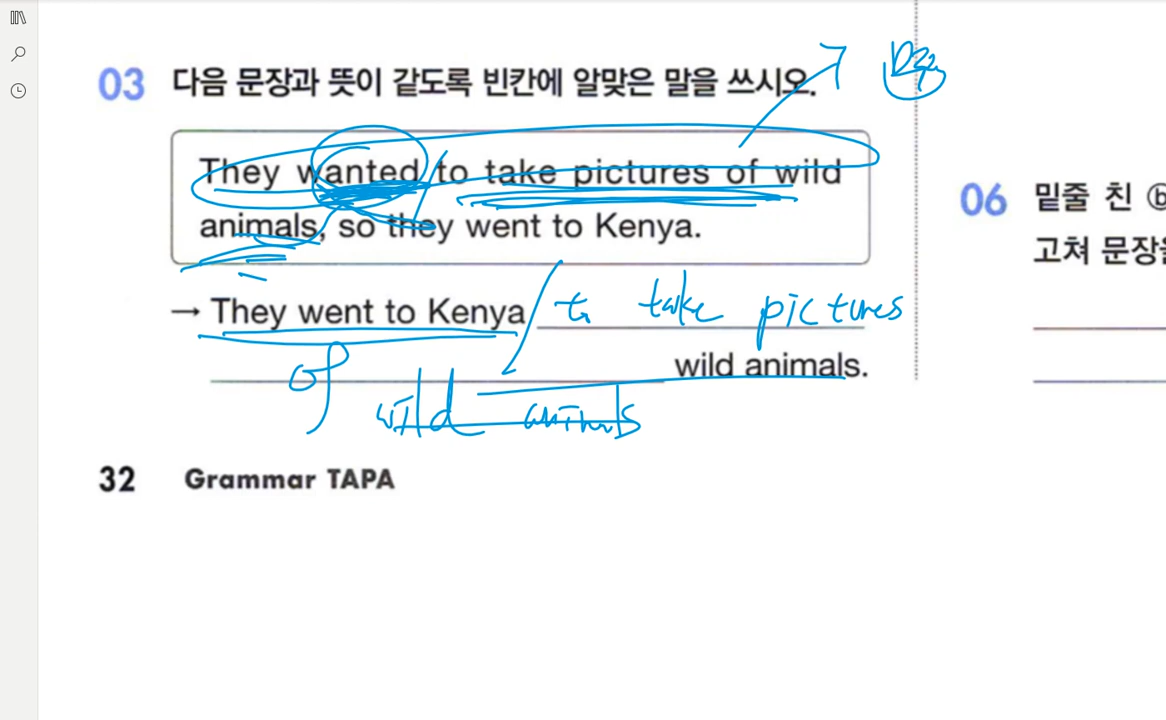 03 다음 문장과 뜻이 같도록 빈칸에 알맞은 말을 쓰시오.
They wanted to take pictures of wild
animals, so they went to Kenya.
→ They went to Kenya to take pictures
of wild animals.
wild animals
32 Grammar TAPA
06 밑줄 친 ⓑ
고쳐 문장을